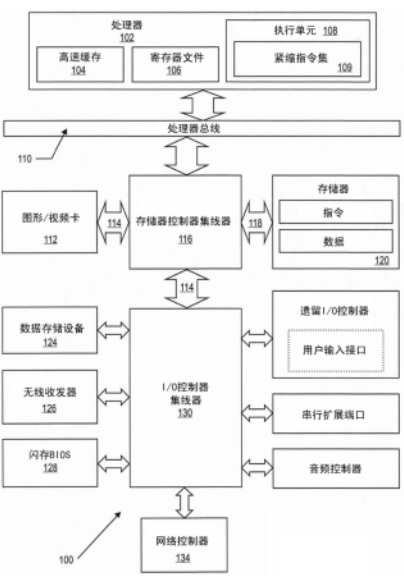 处理器
102
高速缓存
104
寄存器文件
106
执行单元 108
紧缩指令集
109
处理器总线
110
图形/视频卡
112
114
存储器控制器集线器
116
118
存储器
指令
数据
120
114
数据存储设备
124
无线收发器
126
闪存BIOS
128
I/O控制器
集线器
130
遗留I/O控制器
用户输入接口
串行扩展端口
音频控制器
网络控制器
134
100